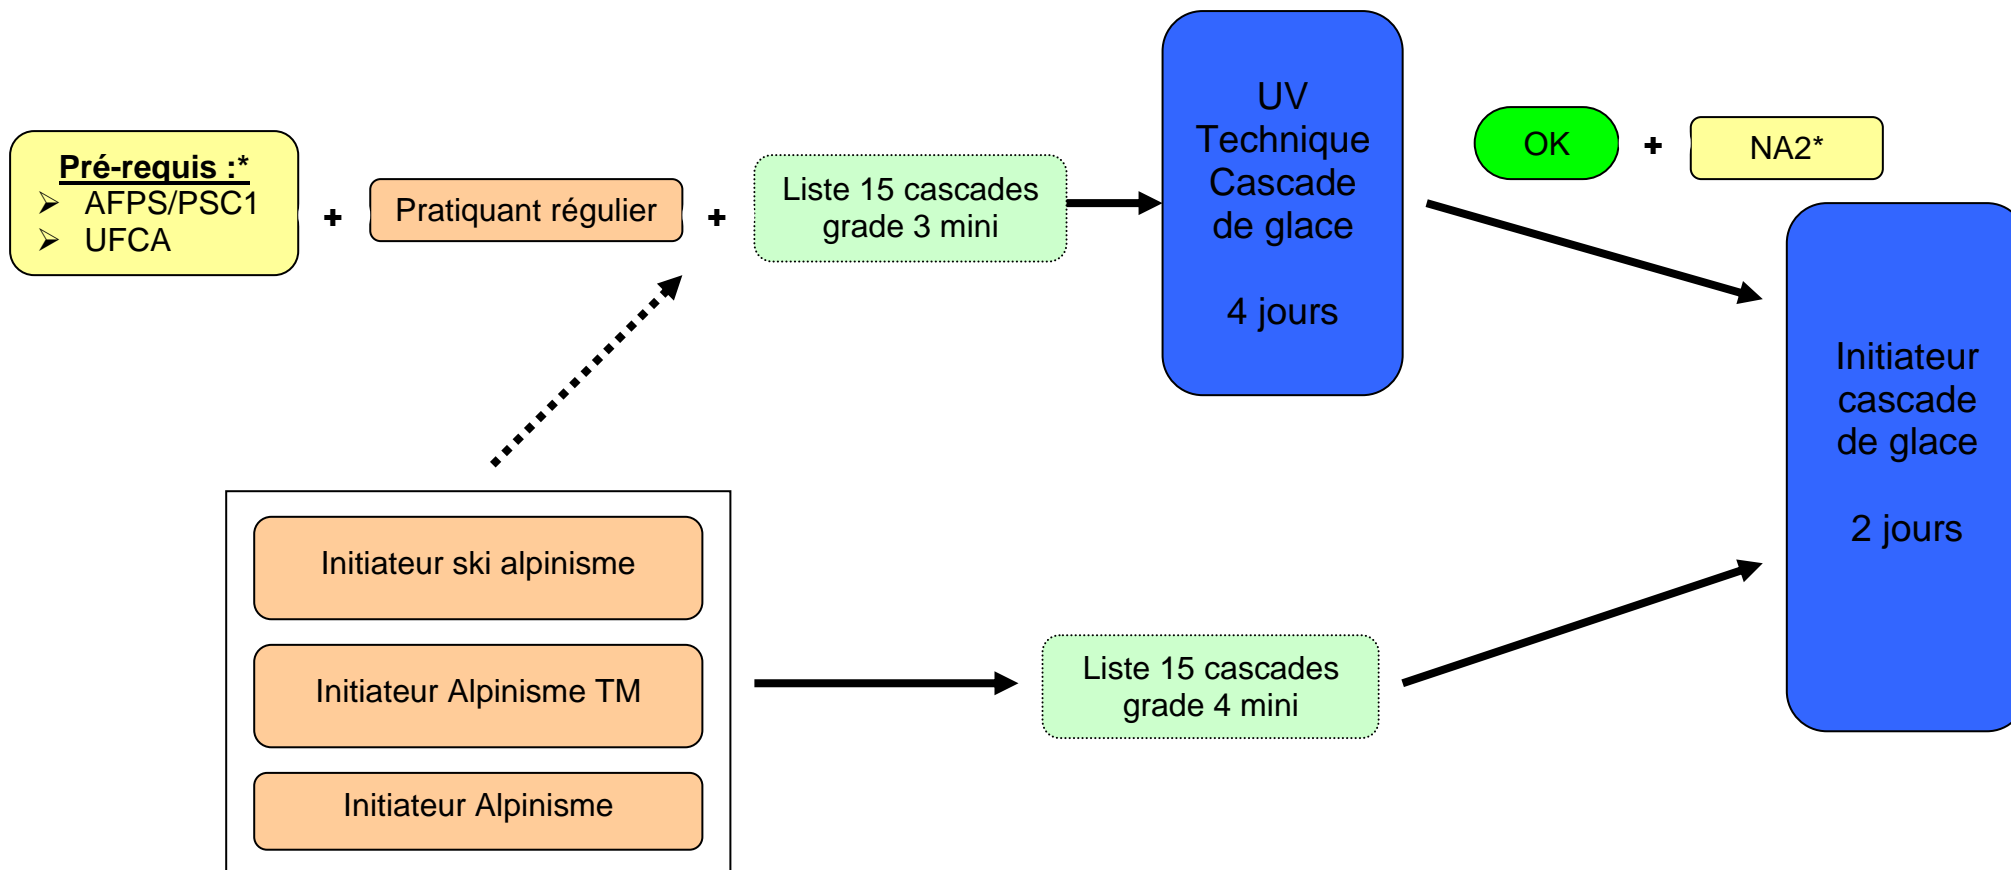 Pré-requis :*
➢ AFPS/PSC1
➢ UFCA
+
Pratiquant régulier
+
Liste 15 cascades
grade 3 mini
UV
Technique
Cascade
de glace
4 jours
OK
+
NA2*
Initiateur
cascade
de glace
2 jours
Initiateur ski alpinisme
Initiateur Alpinisme TM
Initiateur Alpinisme
Liste 15 cascades
grade 4 mini